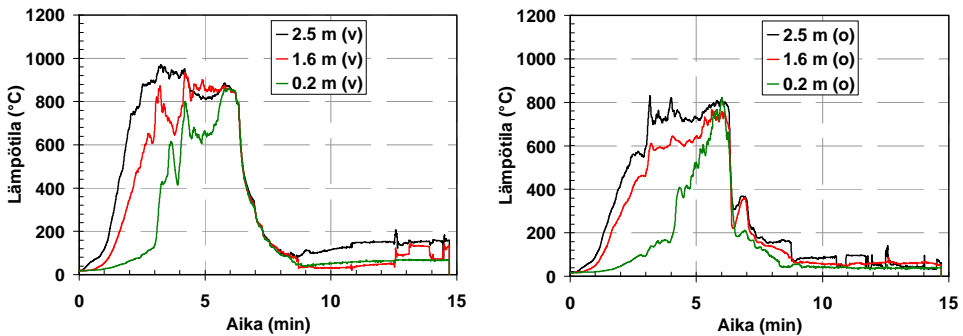 1200
1000
800
600
400
200
0
Lämpötila (°C)
2.5 m (v)
1.6 m (v)
0.2 m (v)
0 5 10 15
Aika (min)
1200
1000
800
600
400
200
0
Lämpötila (°C)
2.5 m (o)
1.6 m (o)
0.2 m (o)
0 5 10 15
Aika (min)